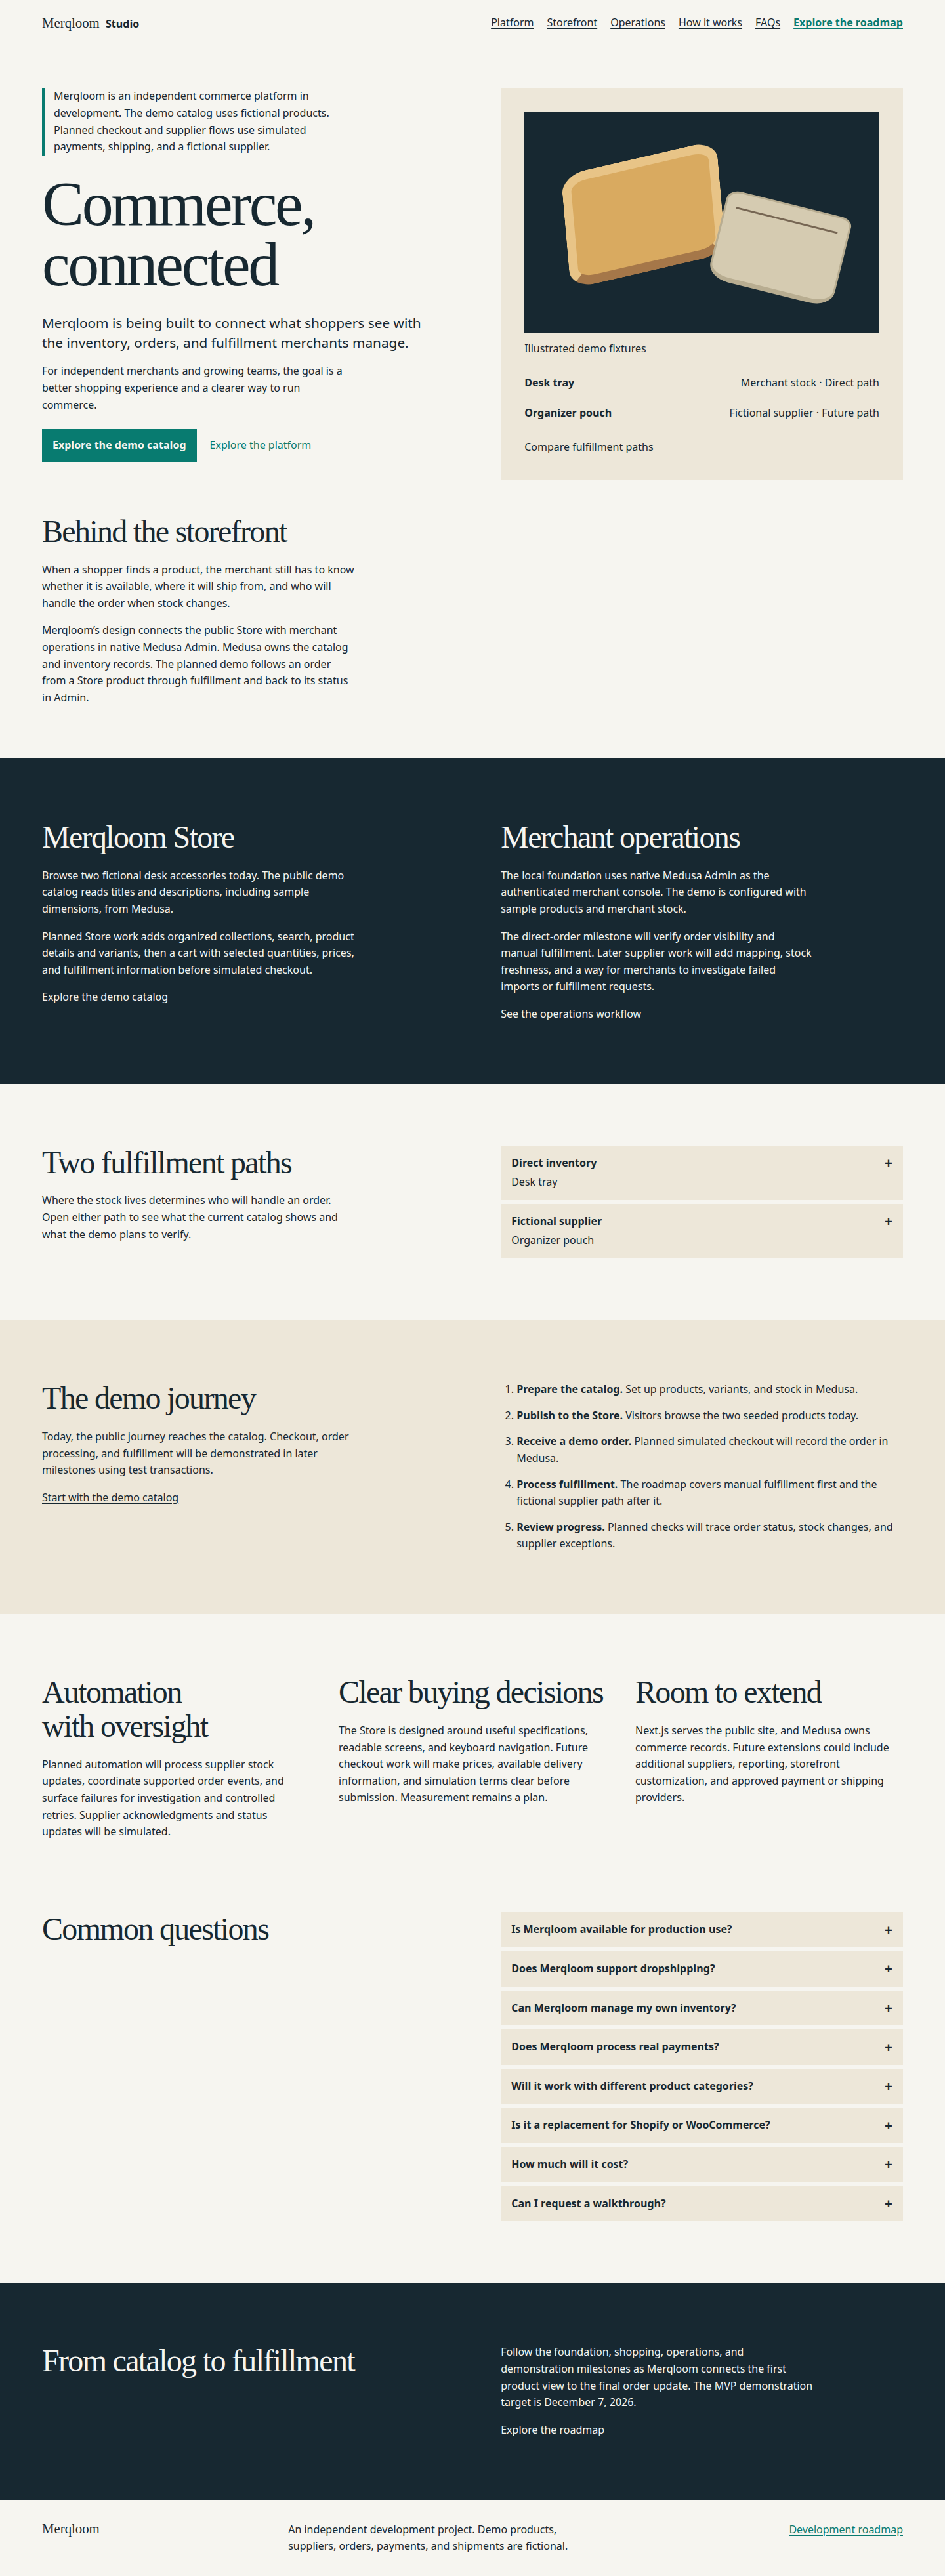 Merqloom Studio
Platform Storefront Operations How it works FAQs Explore the roadmap
Merqloom is an independent commerce platform in
development. The demo catalog uses fictional products.
Planned checkout and supplier flows use simulated
payments, shipping, and a fictional supplier.
Commerce,
connected
Merqloom is being built to connect what shoppers see with
the inventory, orders, and fulfillment merchants manage.
For independent merchants and growing teams, the goal is a
better shopping experience and a clearer way to run
commerce.
Explore the demo catalog Explore the platform
Illustrated demo fixtures
Desk tray Merchant stock · Direct path
Organizer pouch Fictional supplier · Future path
Compare fulfillment paths
Behind the storefront
When a shopper finds a product, the merchant still has to know
whether it is available, where it will ship from, and who will
handle the order when stock changes.
Merqloom’s design connects the public Store with merchant
operations in native Medusa Admin. Medusa owns the catalog
and inventory records. The planned demo follows an order
from a Store product through fulfillment and back to its status
in Admin.
Merqloom Store
Browse two fictional desk accessories today. The public demo
catalog reads titles and descriptions, including sample
dimensions, from Medusa.
Planned Store work adds organized collections, search, product
details and variants, then a cart with selected quantities, prices,
and fulfillment information before simulated checkout.
Explore the demo catalog
Merchant operations
The local foundation uses native Medusa Admin as the
authenticated merchant console. The demo is configured with
sample products and merchant stock.
The direct-order milestone will verify order visibility and
manual fulfillment. Later supplier work will add mapping, stock
freshness, and a way for merchants to investigate failed
imports or fulfillment requests.
See the operations workflow
Two fulfillment paths
Where the stock lives determines who will handle an order.
Open either path to see what the current catalog shows and
what the demo plans to verify.
Direct inventory +
Desk tray
Fictional supplier +
Organizer pouch
The demo journey
Today, the public journey reaches the catalog. Checkout, order
processing, and fulfillment will be demonstrated in later
milestones using test transactions.
Start with the demo catalog
1. Prepare the catalog. Set up products, variants, and stock in Medusa.
2. Publish to the Store. Visitors browse the two seeded products today.
3. Receive a demo order. Planned simulated checkout will record the order in
Medusa.
4. Process fulfillment. The roadmap covers manual fulfillment first and the
fictional supplier path after it.
5. Review progress. Planned checks will trace order status, stock changes, and
supplier exceptions.
Automation
with oversight
Planned automation will process supplier stock
updates, coordinate supported order events, and
surface failures for investigation and controlled
retries. Supplier acknowledgments and status
updates will be simulated.
Clear buying decisions
The Store is designed around useful specifications,
readable screens, and keyboard navigation. Future
checkout work will make prices, available delivery
information, and simulation terms clear before
submission. Measurement remains a plan.
Room to extend
Next.js serves the public site, and Medusa owns
commerce records. Future extensions could include
additional suppliers, reporting, storefront
customization, and approved payment or shipping
providers.
Common questions
Is Merqloom available for production use? +
Does Merqloom support dropshipping? +
Can Merqloom manage my own inventory? +
Does Merqloom process real payments? +
Will it work with different product categories? +
Is it a replacement for Shopify or WooCommerce? +
How much will it cost? +
Can I request a walkthrough? +
From catalog to fulfillment
Follow the foundation, shopping, operations, and
demonstration milestones as Merqloom connects the first
product view to the final order update. The MVP demonstration
target is December 7, 2026.
Explore the roadmap
Merqloom
An independent development project. Demo products,
suppliers, orders, payments, and shipments are fictional.
Development roadmap